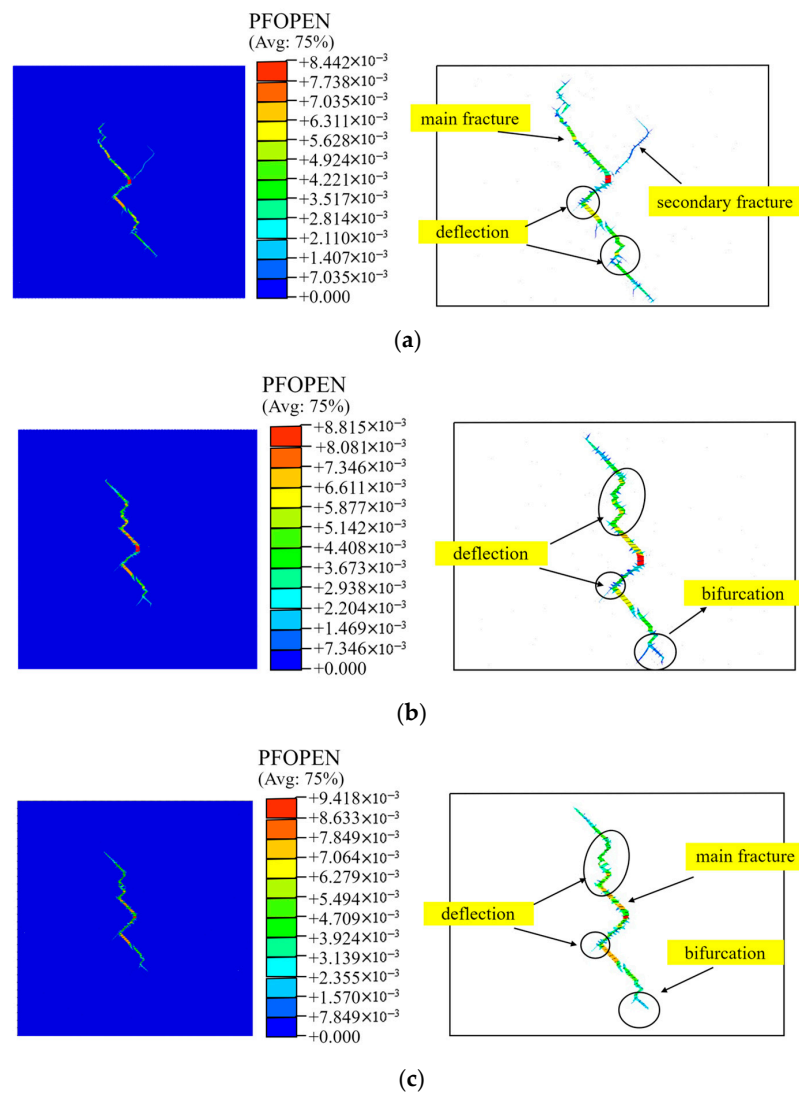 PFOPEN
(Avg: 75%)
+8.442×10⁻³
+7.738×10⁻³
+7.035×10⁻³
+6.311×10⁻³
+5.628×10⁻³
+4.924×10⁻³
+4.221×10⁻³
+3.517×10⁻³
+2.814×10⁻³
+2.110×10⁻³
+1.407×10⁻³
+7.035×10⁻³
+0.000
main fracture
secondary fracture
deflection
(a)
PFOPEN
(Avg: 75%)
+8.815×10⁻³
+8.081×10⁻³
+7.346×10⁻³
+6.611×10⁻³
+5.877×10⁻³
+5.142×10⁻³
+4.408×10⁻³
+3.673×10⁻³
+2.938×10⁻³
+2.204×10⁻³
+1.469×10⁻³
+7.346×10⁻³
+0.000
deflection
bifurcation
(b)
PFOPEN
(Avg: 75%)
+9.418×10⁻³
+8.633×10⁻³
+7.849×10⁻³
+7.064×10⁻³
+6.279×10⁻³
+5.494×10⁻³
+4.709×10⁻³
+3.924×10⁻³
+3.139×10⁻³
+2.355×10⁻³
+1.570×10⁻³
+7.849×10⁻³
+0.000
main fracture
deflection
bifurcation
(c)